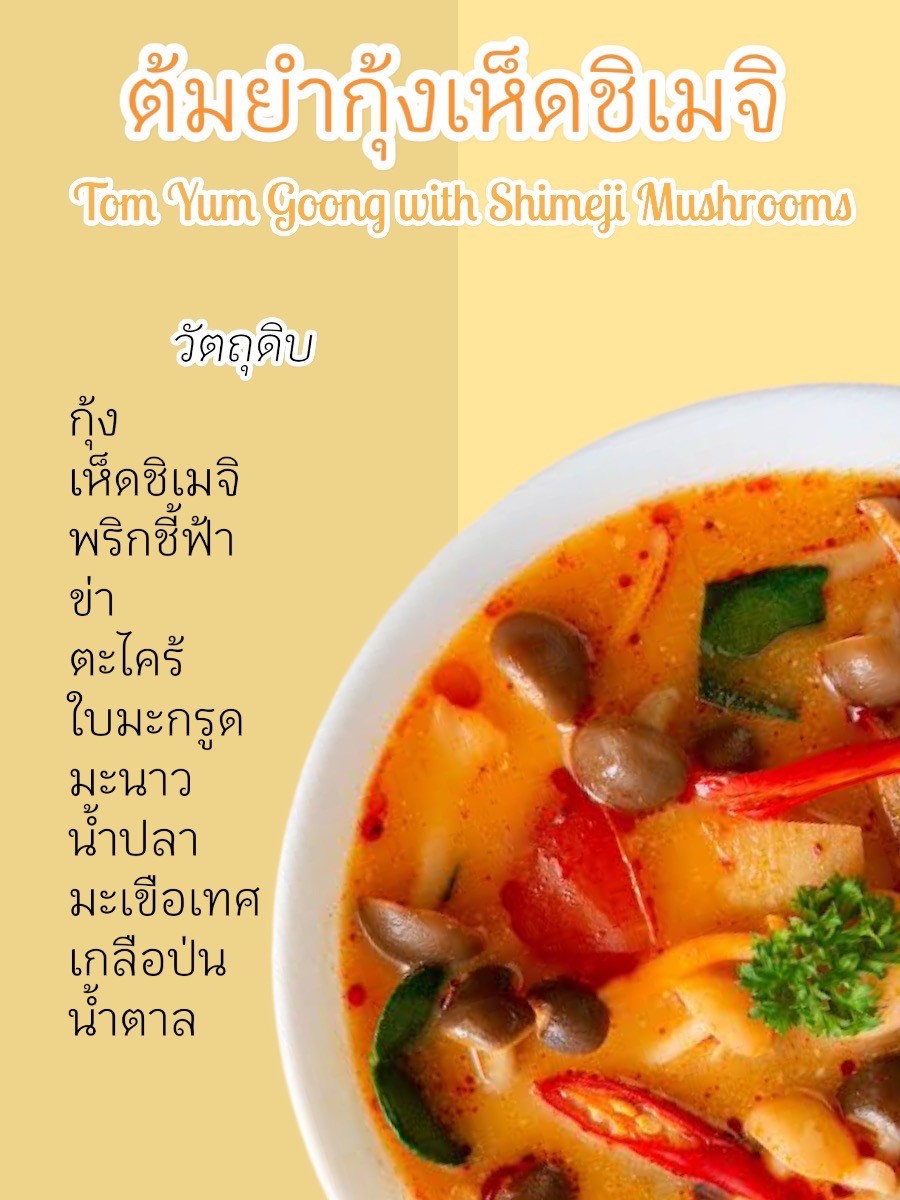 ต้มยำกุ้งเห็ดชิเมจิ
Tom Yum Goong with Shimeji Mushrooms
วัตถุดิบ
กุ้ง
เห็ดชิเมจิ
พริกชี้ฟ้า
ข่า
ตะไคร้
ใบมะกรูด
มะนาว
น้ำปลา
มะเขือเทศ
เกลือป่น
น้ำตาล